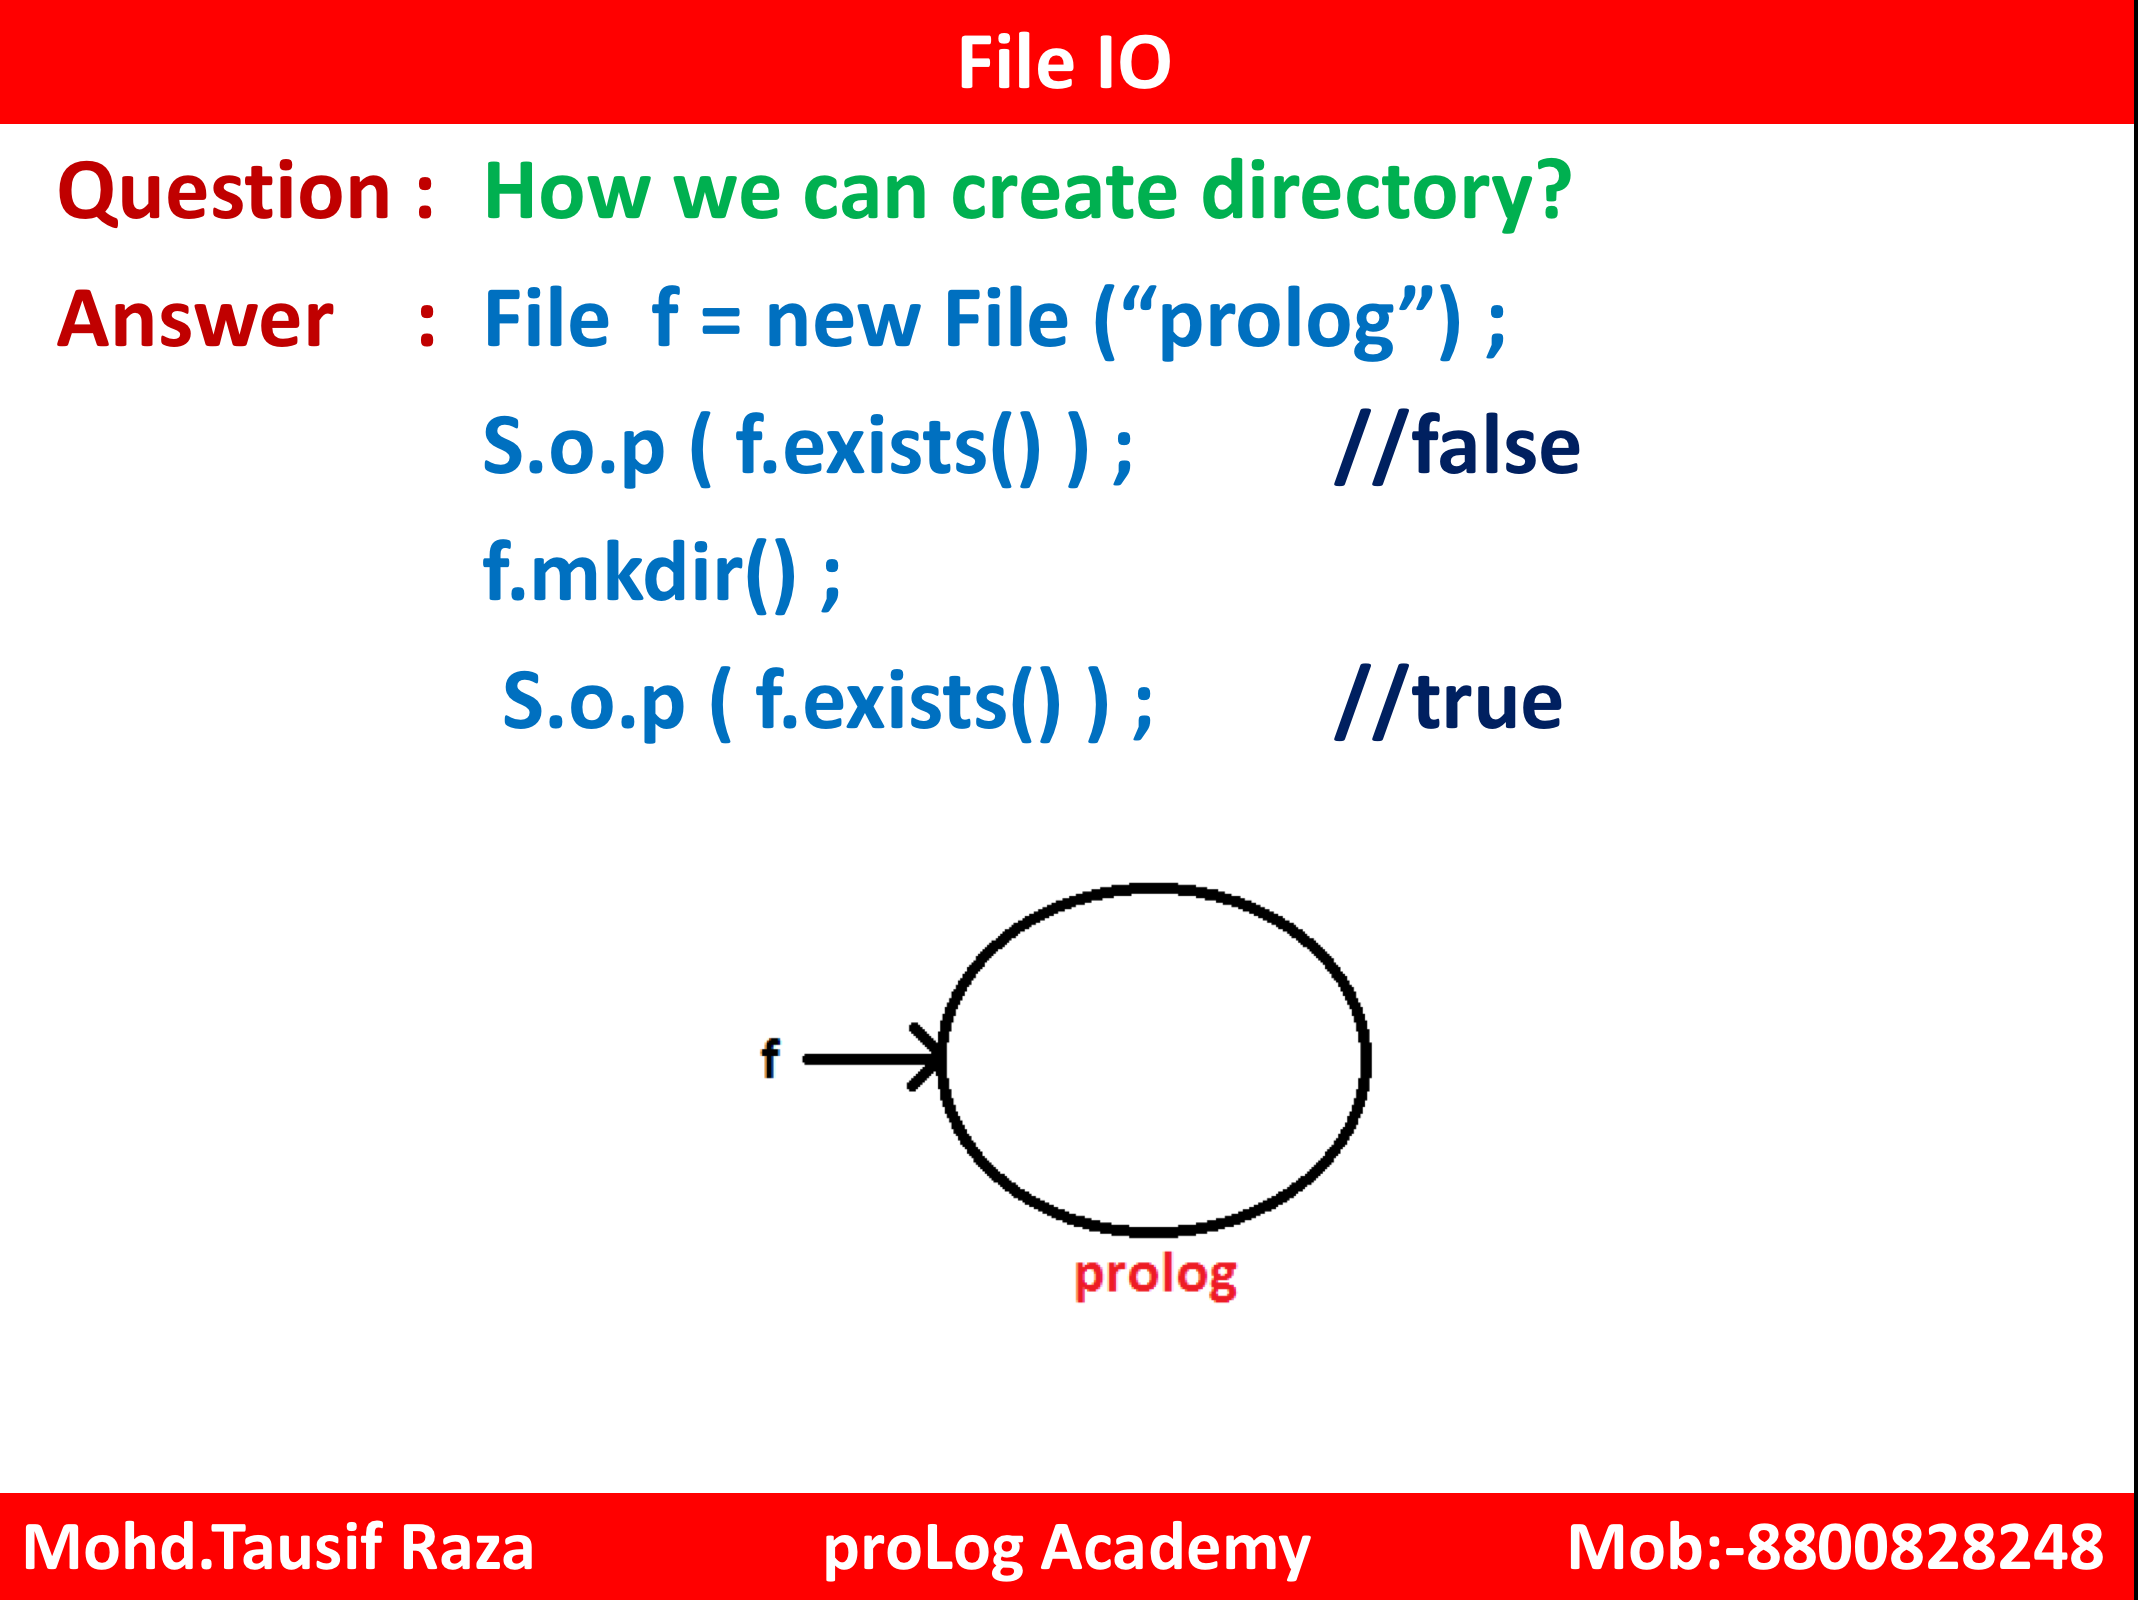 File IO
Question : How we can create directory?
Answer : File f = new File (“prolog”) ;
S.o.p ( f.exists() ) ; //false
f.mkdir() ;
S.o.p ( f.exists() ) ; //true
f
prolog
Mohd.Tausif Raza proLog Academy Mob:-8800828248